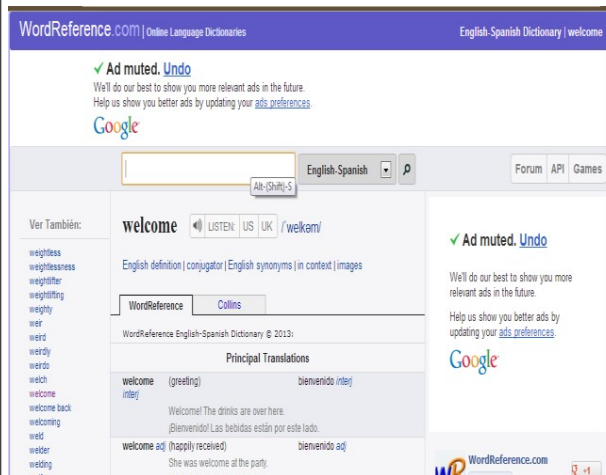 WordReference.com | Online Language Dictionaries
English-Spanish Dictionary | welcome
Ad muted. Undo
We'll do our best to show you more relevant ads in the future.
Help us show you better ads by updating your ads preferences.
Google
English-Spanish
Alt-(Shift)-S
Forum API Games
Ver También:
weightless
weightlessness
weightlifter
weightlifting
weighty
weir
weird
weirdly
weirdo
welch
welcome
welcome back
welcoming
weld
welder
welding
welcome LISTEN: US UK /'welkəm/
English definition | conjugator | English synonyms | in context | images
WordReference Collins
WordReference English-Spanish Dictionary © 2013:
Principal Translations
welcome interj (greeting) bienvenido interj
Welcome! The drinks are over here.
¡Bienvenido! Las bebidas están por este lado.
welcome adj (happily received) bienvenido adj
She was welcome at the party.
Ad muted. Undo
We'll do our best to show you more
relevant ads in the future.
Help us show you better ads by
updating your ads preferences.
Google
WordReference.com